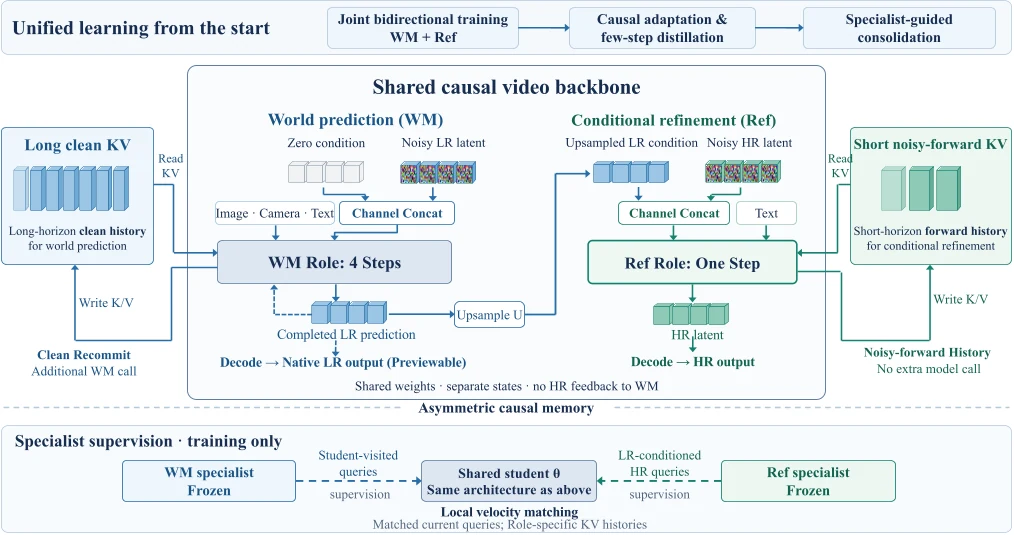 Unified learning from the start
Joint bidirectional training
WM + Ref
Causal adaptation &
few-step distillation
Specialist-guided
consolidation
Shared causal video backbone
World prediction (WM)
Conditional refinement (Ref)
Zero condition
Noisy LR latent
Upsampled LR condition
Noisy HR latent
Long clean KV
Long-horizon clean history
for world prediction
Read
KV
Image · Camera · Text
Channel Concat
Channel Concat
Text
Read
KV
Short noisy-forward KV
Short-horizon forward history
for conditional refinement
WM Role: 4 Steps
Ref Role: One Step
Write K/V
Completed LR prediction
Upsample U
HR latent
Write K/V
Clean Recommit
Additional WM call
Decode → Native LR output (Previewable)
Decode → HR output
Noisy-forward History
No extra model call
Shared weights · separate states · no HR feedback to WM
Asymmetric causal memory
Specialist supervision · training only
WM specialist
Frozen
Student-visited
queries
supervision
Shared student θ
Same architecture as above
LR-conditioned
HR queries
supervision
Ref specialist
Frozen
Local velocity matching
Matched current queries; Role-specific KV histories